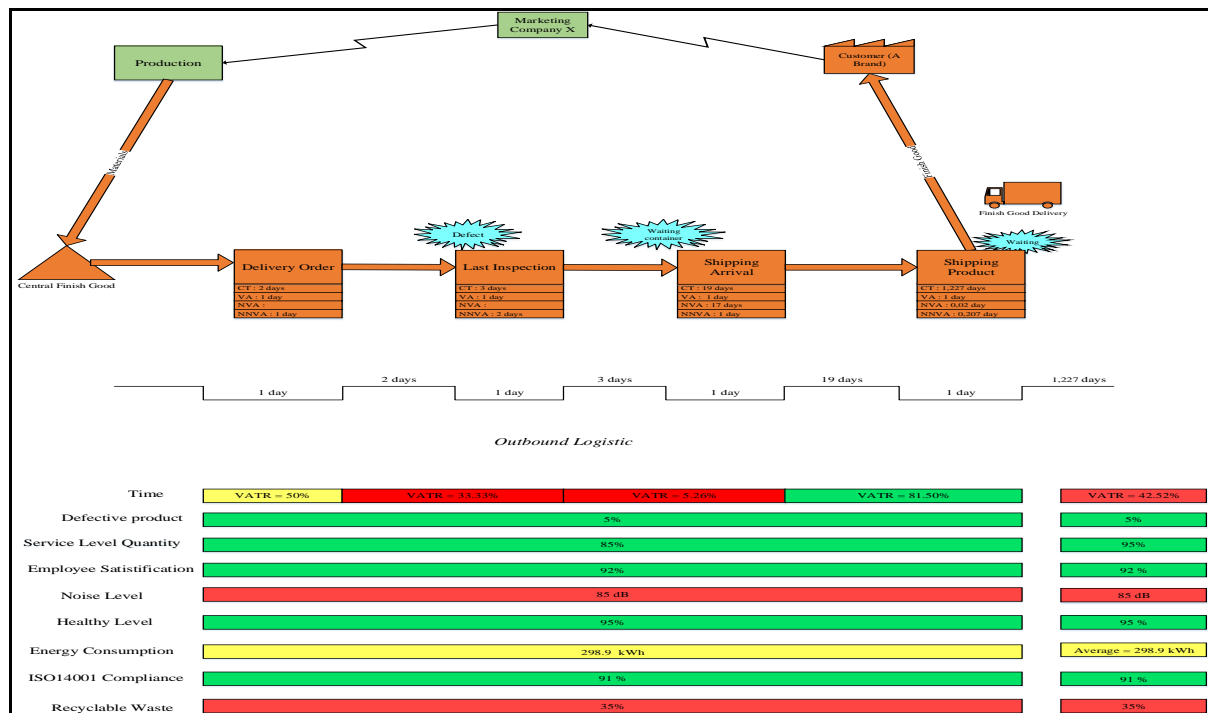 Marketing
Company X
Production
Customer (A
Brand)
Materials
Finish Good
Finish Good Delivery
Defect
Waiting
container
Waiting
Central Finish Good
Delivery Order
CT : 2 days
VA : 1 day
NVA :
NNVA : 1 day
Last Inspection
CT : 3 days
VA : 1 day
NVA :
NNVA : 2 days
Shipping
Arrival
CT : 19 days
VA : 1 day
NVA : 17 days
NNVA : 1 day
Shipping
Product
CT : 1,227 days
VA : 1 day
NVA : 0,02 day
NNVA : 0,207 day
1 day
2 days
1 day
3 days
1 day
19 days
1 day
1,227 days
Outbound Logistic
Time VATR = 50% VATR = 33.33% VATR = 5.26% VATR = 81.50% VATR = 42.52%
Defective product 5% 5%
Service Level Quantity 85% 95%
Employee Satistification 92% 92 %
Noise Level 85 dB 85 dB
Healthy Level 95% 95 %
Energy Consumption 298.9 kWh Average = 298.9 kWh
ISO14001 Compliance 91 % 91 %
Recyclable Waste 35% 35%